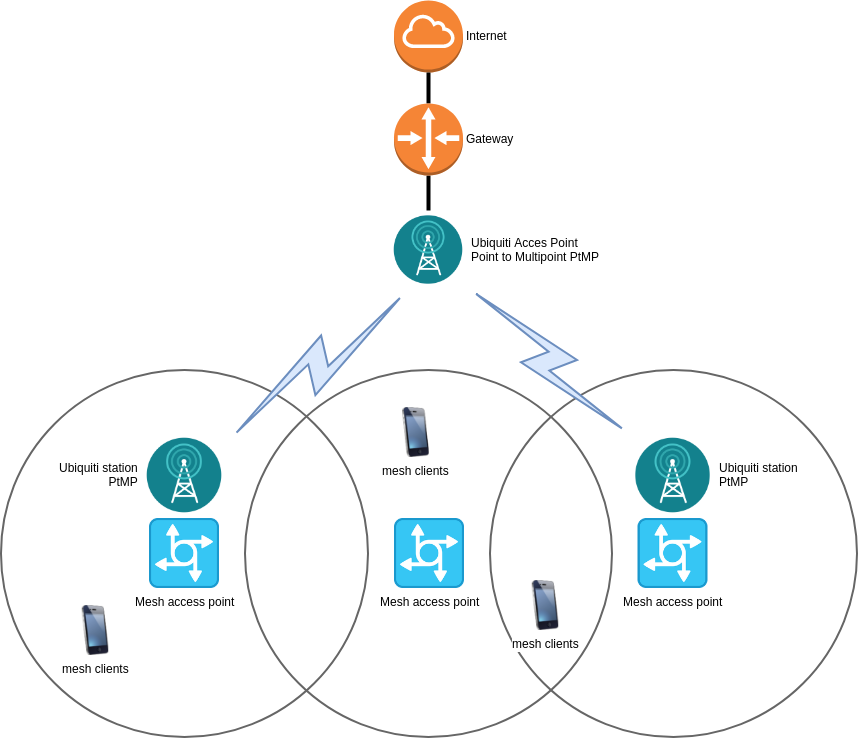 Internet
Gateway
Ubiquiti Acces Point
Point to Multipoint PtMP
mesh clients
Ubiquiti station
PtMP
Ubiquiti station
PtMP
Mesh access point
Mesh access point
Mesh access point
mesh clients
mesh clients